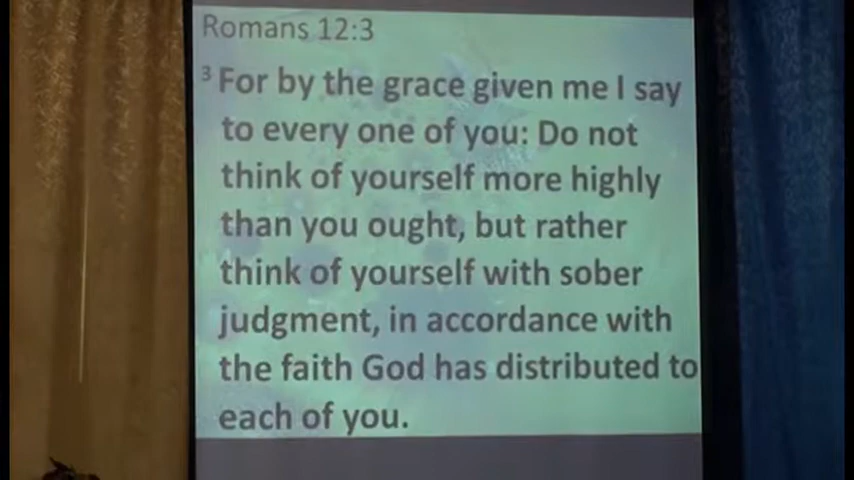 Romans 12:3
3 For by the grace given me I say
to every one of you: Do not
think of yourself more highly
than you ought, but rather
think of yourself with sober
judgment, in accordance with
the faith God has distributed to
each of you.